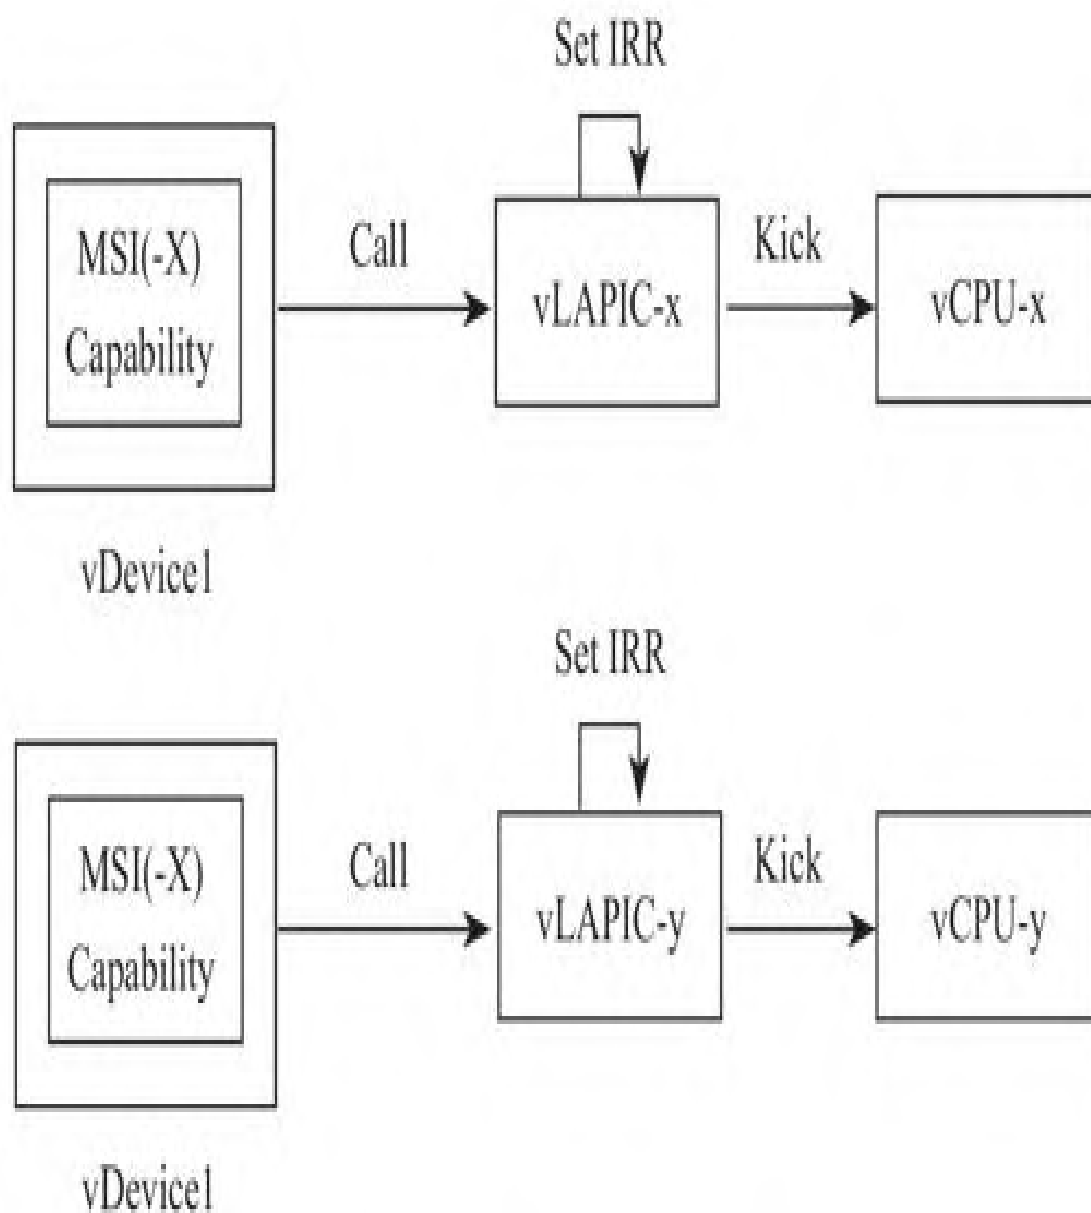 Set IRR
MSI(-X)
Capability
Call
vLAPIC-x
Kick
vCPU-x
vDevice1
Set IRR
MSI(-X)
Capability
Call
vLAPIC-y
Kick
vCPU-y
vDevice1